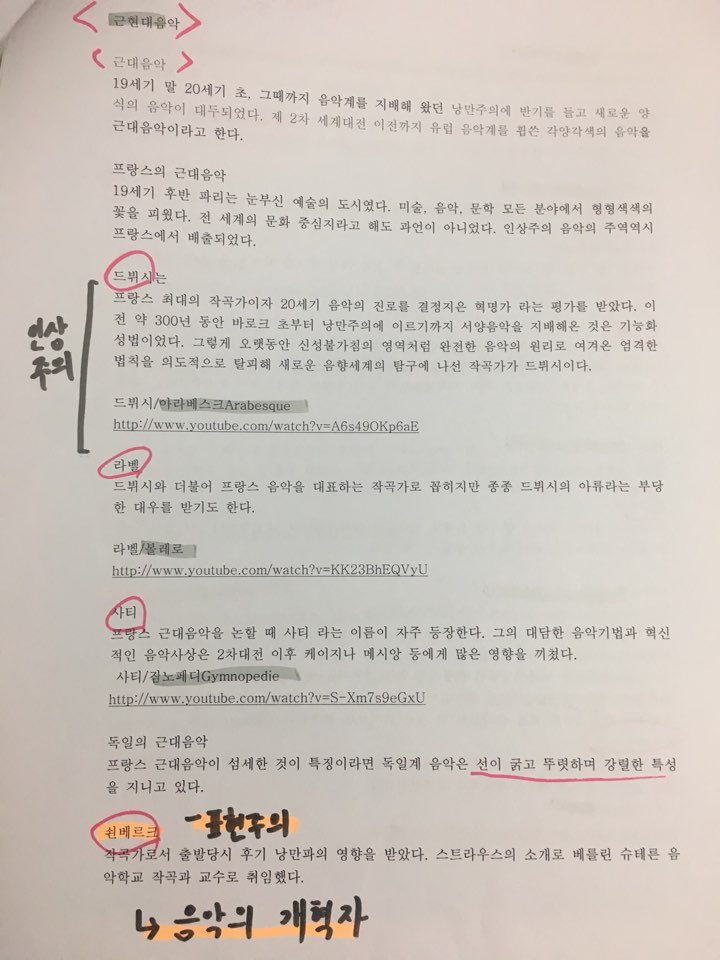 <근현대음악>
<근대음악>
19세기 말 20세기 초. 그때까지 음악계를 지배해 왔던 낭만주의에 반기를 들고 새로운 양
식의 음악이 대두되었다. 제 2차 세계대전 이전까지 유럽 음악계를 휩쓴 각양각색의 음악을
근대음악이라고 한다.
프랑스의 근대음악
19세기 후반 파리는 눈부신 예술의 도시였다. 미술, 음악, 문학 모든 분야에서 형형색색의
꽃을 피웠다. 전 세계의 문화 중심지라고 해도 과언이 아니었다. 인상주의 음악의 주역역시
프랑스에서 배출되었다.
드뷔시는
프랑스 최대의 작곡가이자 20세기 음악의 진로를 결정지은 혁명가 라는 평가를 받았다. 이
전 약 300년 동안 바로크 초부터 낭만주의에 이르기까지 서양음악을 지배해온 것은 기능화
성법이었다. 그렇게 오랫동안 신성불가침의 영역처럼 완전한 음악의 원리로 여겨온 엄격한
법칙을 의도적으로 탈피해 새로운 음향세계의 탐구에 나선 작곡가가 드뷔시이다.
인상
주의
드뷔시/아라베스크Arabesque
http://www.youtube.com/watch?v=A6s49OKp6aE
라벨
드뷔시와 더불어 프랑스 음악을 대표하는 작곡가로 꼽히지만 종종 드뷔시의 아류라는 부당
한 대우를 받기도 한다.
라벨/볼레로
http://www.youtube.com/watch?v=KK23BhEQVyU
사티
프랑스 근대음악을 논할 때 사티 라는 이름이 자주 등장한다. 그의 대담한 음악기법과 혁신
적인 음악사상은 2차대전 이후 케이지나 메시앙 등에게 많은 영향을 끼쳤다.
사티/짐노페디Gymnopedie
http://www.youtube.com/watch?v=S-Xm7s9eGxU
독일의 근대음악
프랑스 근대음악이 섬세한 것이 특징이라면 독일계 음악은 선이 굵고 뚜렷하며 강렬한 특성
을 지니고 있다.
쇤베르크 - 표현주의
작곡가로서 출발당시 후기 낭만파의 영향을 받았다. 스트라우스의 소개로 베를린 슈테른 음
악학교 작곡과 교수로 취임했다.
↳ 음악의 개혁자